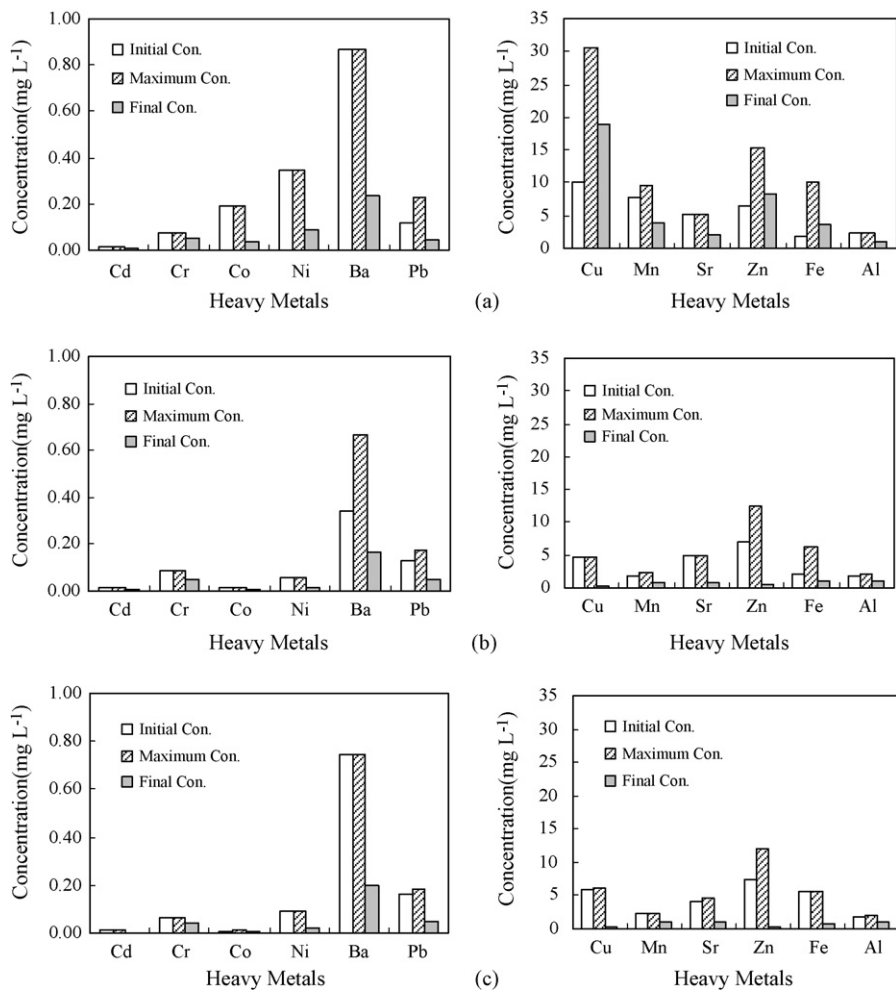 Concentration(mg L-1)
1.00
0.80
0.60
0.40
0.20
0.00
Initial Con.
Maximum Con.
Final Con.
Cd Cr Co Ni Ba Pb
Heavy Metals
Concentration(mg L-1)
35
30
25
20
15
10
5
0
Initial Con.
Maximum Con.
Final Con.
Cu Mn Sr Zn Fe Al
Heavy Metals
(a)
Concentration(mg L-1)
1.00
0.80
0.60
0.40
0.20
0.00
Initial Con.
Maximum Con.
Final Con.
Cd Cr Co Ni Ba Pb
Heavy Metals
Concentration(mg L-1)
35
30
25
20
15
10
5
0
Initial Con.
Maximum Con.
Final Con.
Cu Mn Sr Zn Fe Al
Heavy Metals
(b)
Concentration(mg L-1)
1.00
0.80
0.60
0.40
0.20
0.00
Initial Con.
Maximum Con.
Final Con.
Cd Cr Co Ni Ba Pb
Heavy Metals
Concentration(mg L-1)
35
30
25
20
15
10
5
0
Initial Con.
Maximum Con.
Final Con.
Cu Mn Sr Zn Fe Al
Heavy Metals
(c)